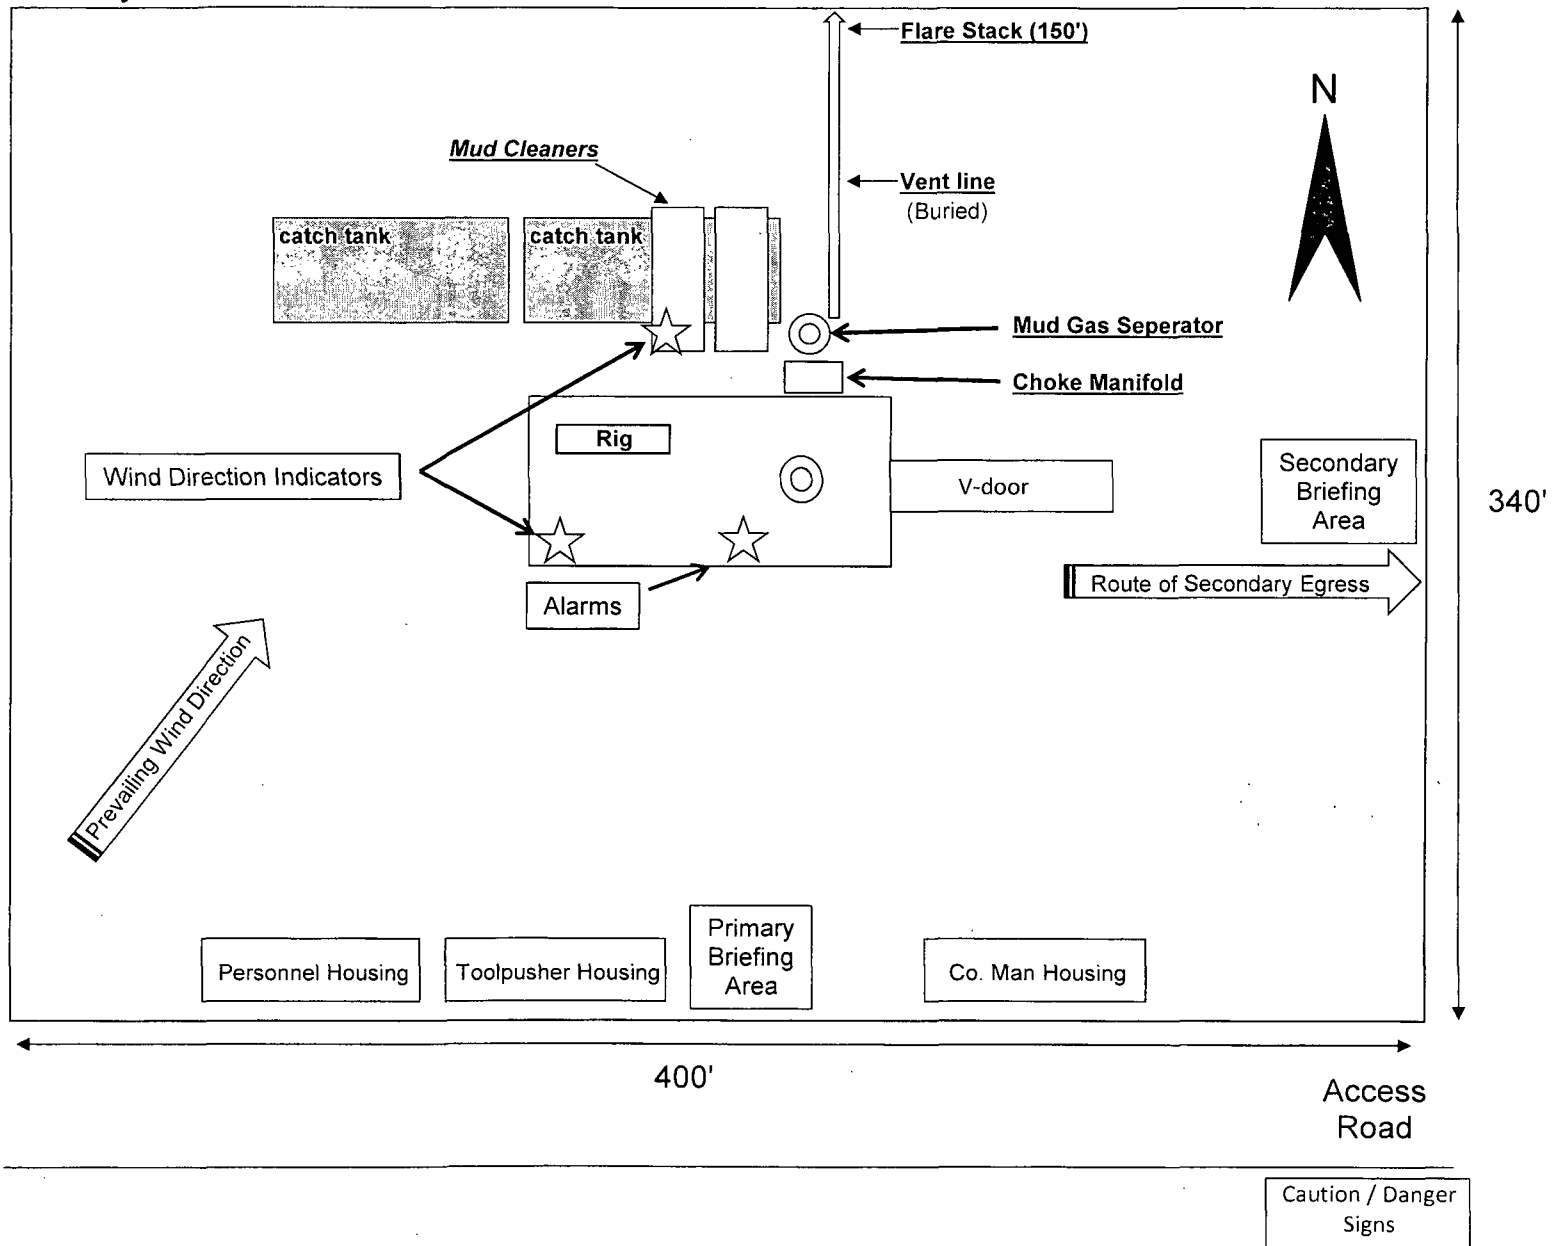 Flare Stack (150')
N
Mud Cleaners
Vent line
(Buried)
catch tank
catch tank
Mud Gas Seperator
Choke Manifold
Rig
Wind Direction Indicators
V-door
Secondary
Briefing
Area
340'
Route of Secondary Egress
Alarms
Prevailing Wind Direction
Primary
Briefing
Area
Personnel Housing
Toolpusher Housing
Co. Man Housing
400'
Access
Road
Caution / Danger
Signs